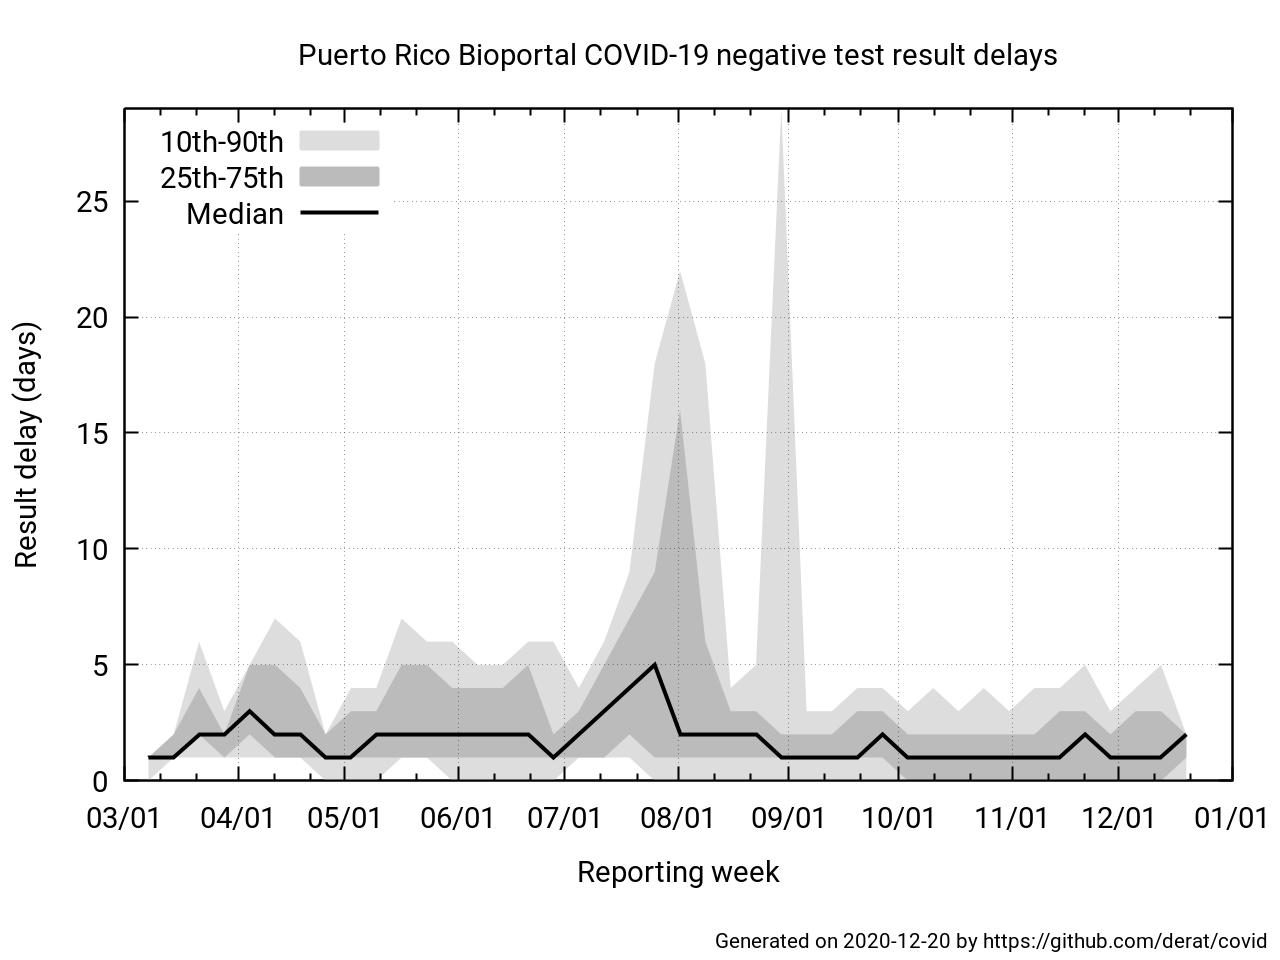 Puerto Rico Bioportal COVID-19 negative test result delays
10th-90th
25th-75th
Median
25
20
15
10
5
0
Result delay (days)
03/01 04/01 05/01 06/01 07/01 08/01 09/01 10/01 11/01 12/01 01/01
Reporting week
Generated on 2020-12-20 by https://github.com/derat/covid